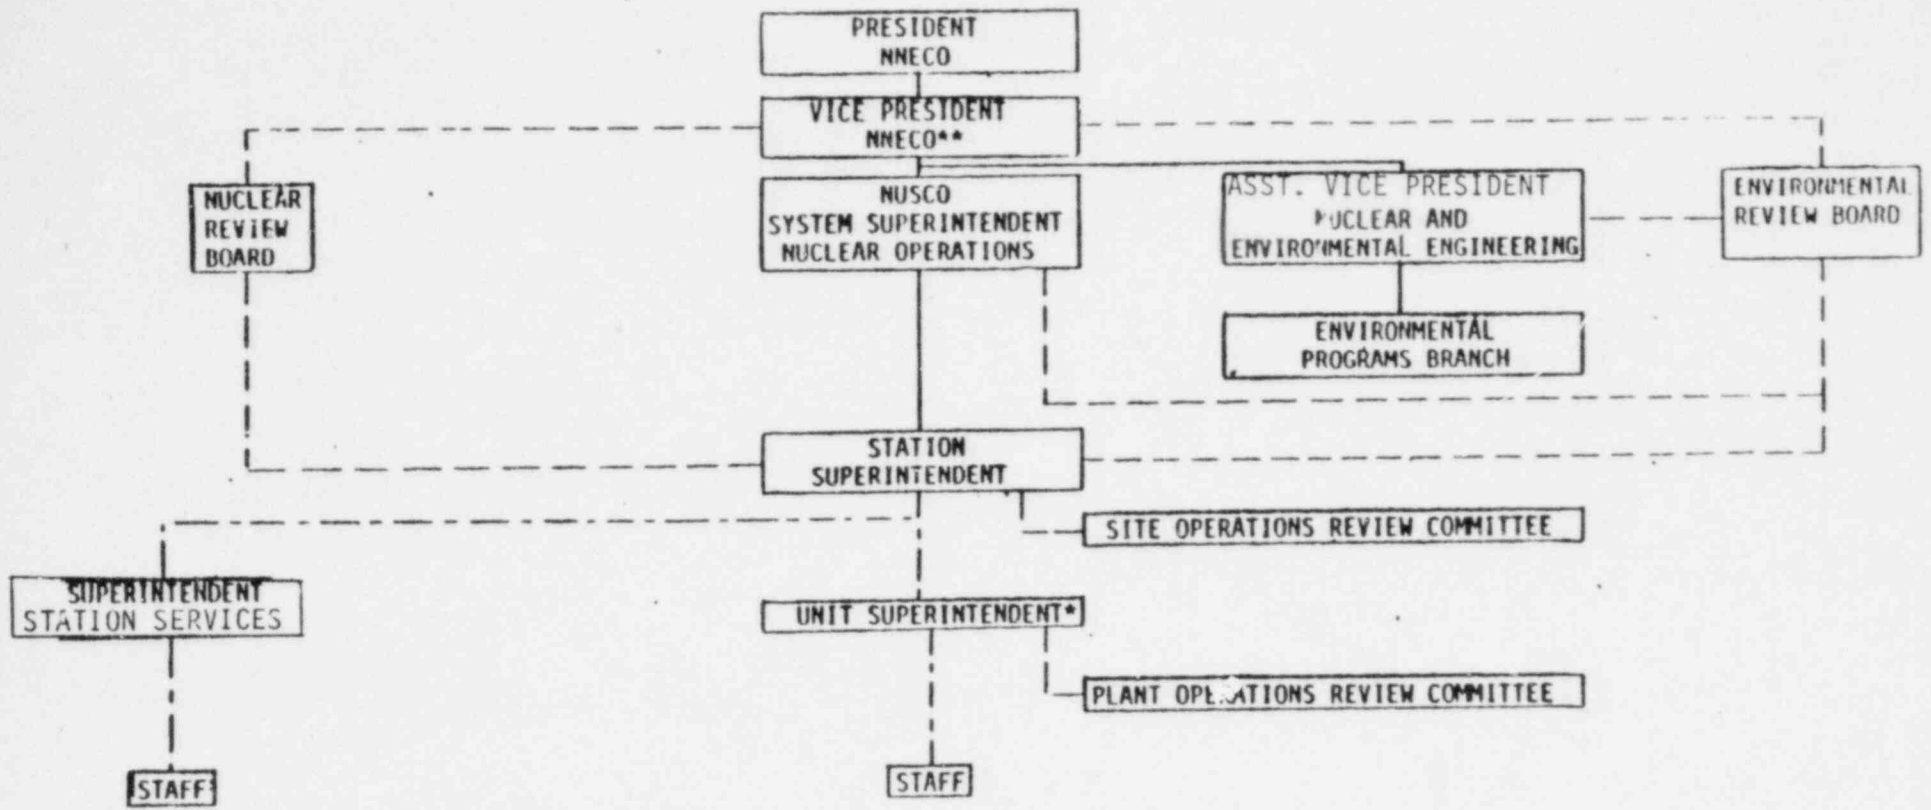 PRESIDENT
NNECO
VICE PRESIDENT
NNECO**
NUCLEAR
REVIEW
BOARD
NUSCO
SYSTEM SUPERINTENDENT
NUCLEAR OPERATIONS
ASST. VICE PRESIDENT
NUCLEAR AND
ENVIRONMENTAL ENGINEERING
ENVIRONMENTAL
REVIEW BOARD
ENVIRONMENTAL
PROGRAMS BRANCH
STATION
SUPERINTENDENT
SITE OPERATIONS REVIEW COMMITTEE
SUPERINTENDENT
STATION SERVICES
UNIT SUPERINTENDENT*
PLANT OPERATIONS REVIEW COMMITTEE
STAFF
STAFF